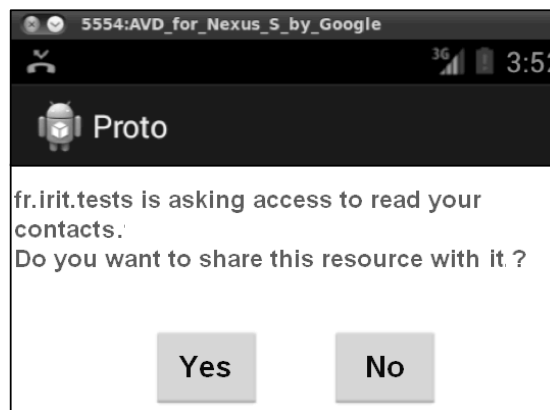 5554:AVD_for_Nexus_S_by_Google
3G 3:52
Proto
fr.irit.tests is asking access to read your
contacts.
Do you want to share this resource with it ?
Yes No